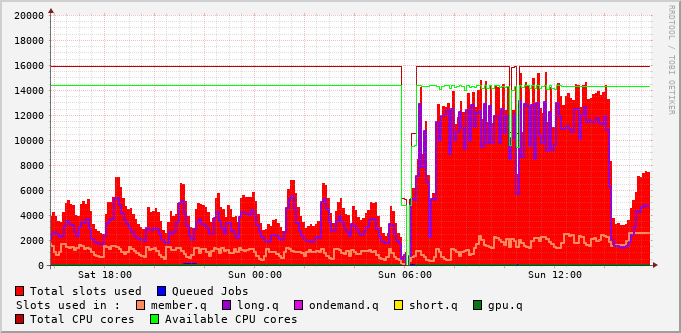 20000
18000
16000
14000
12000
10000
8000
6000
4000
2000
0
Sat 18:00 Sun 00:00 Sun 06:00 Sun 12:00
RRDTOOL / TOBI OETIKER
Total slots used Queued Jobs
Slots used in : member.q long.q ondemand.q short.q gpu.q
Total CPU cores Available CPU cores